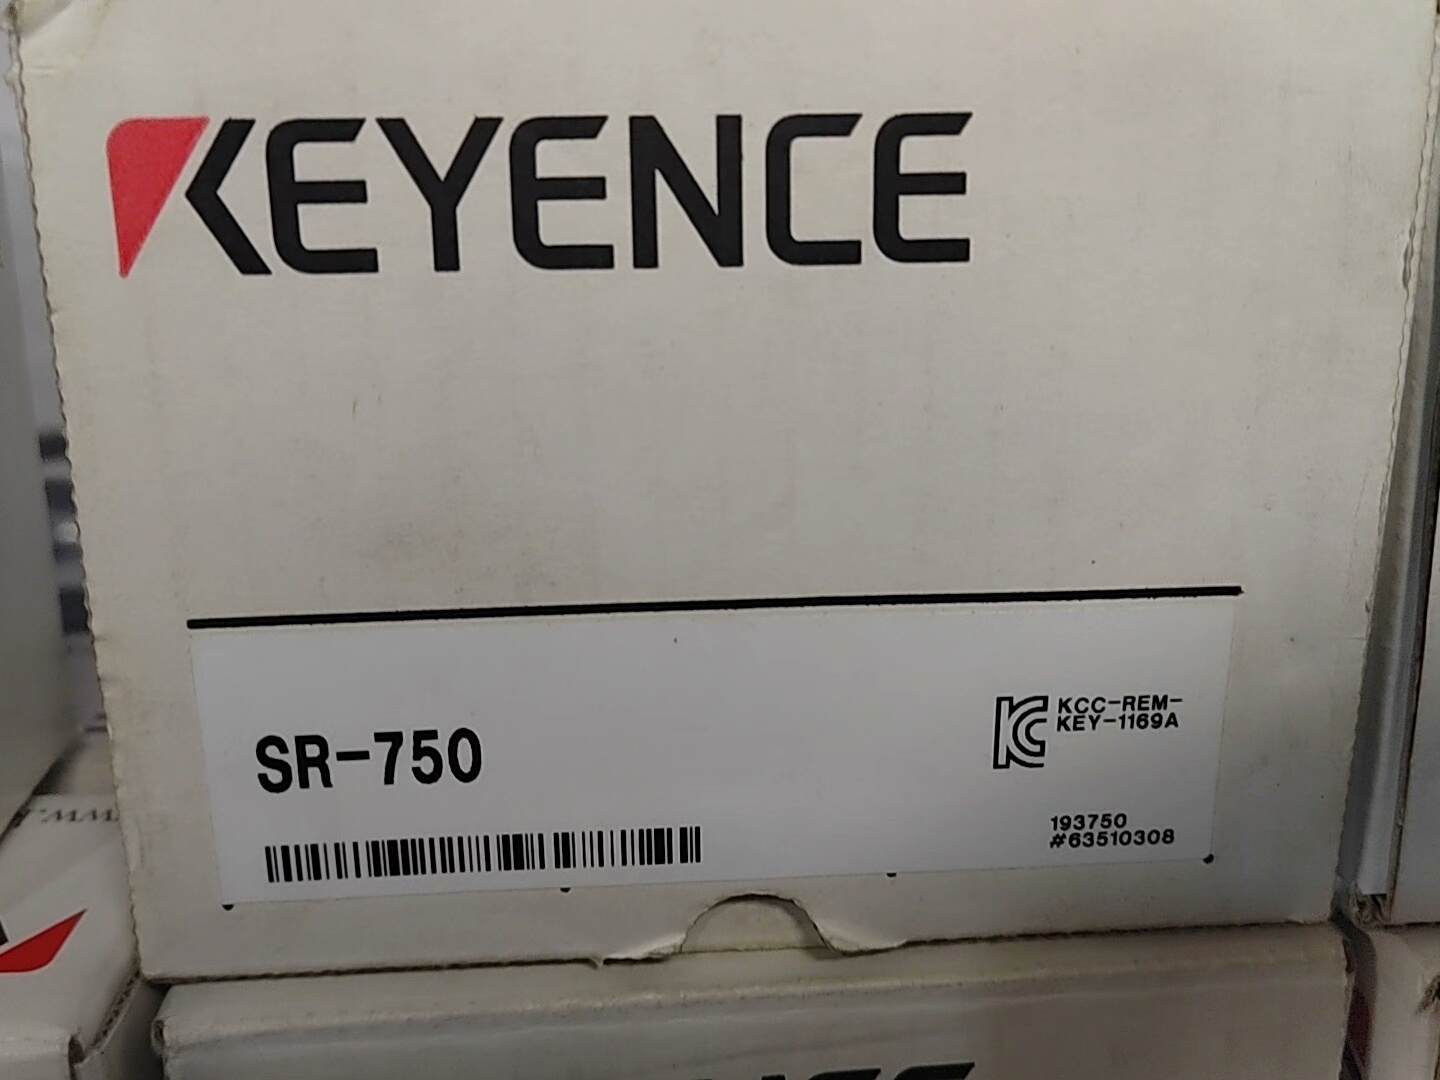 KEYENCE
SR-750
KCC-REM-
KEY-1169A
193750
#63510308